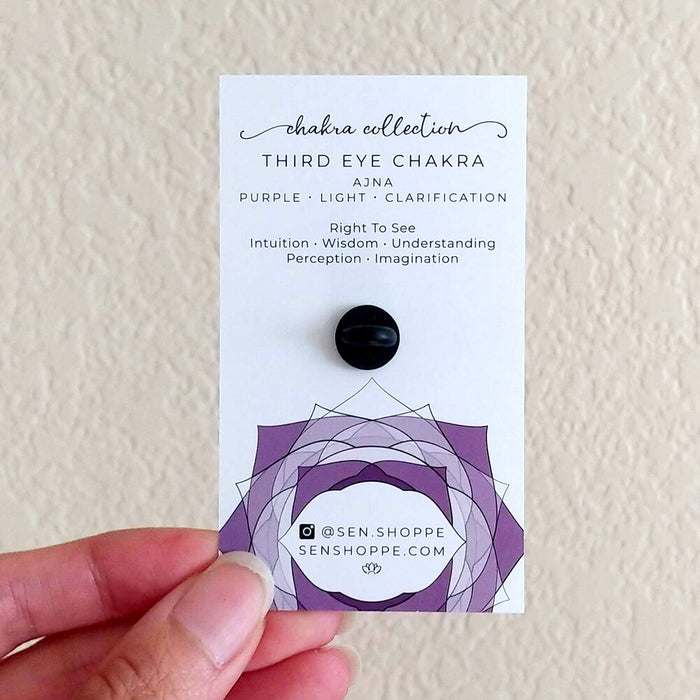 chakra collection
THIRD EYE CHAKRA
AJNA
PURPLE · LIGHT · CLARIFICATION
Right To See
Intuition · Wisdom · Understanding
Perception · Imagination
@SEN.SHOPPE
SENSHOPPE.COM